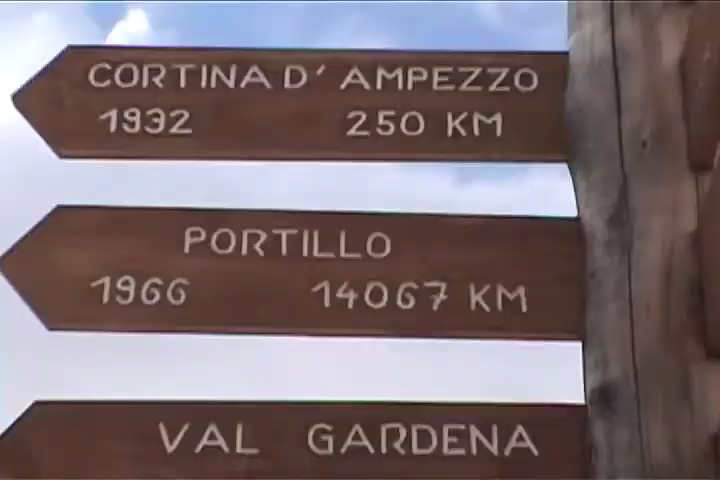 CORTINA D' AMPEZZO
1932 250 KM
PORTILLO
1966 14067 KM
VAL GARDENA